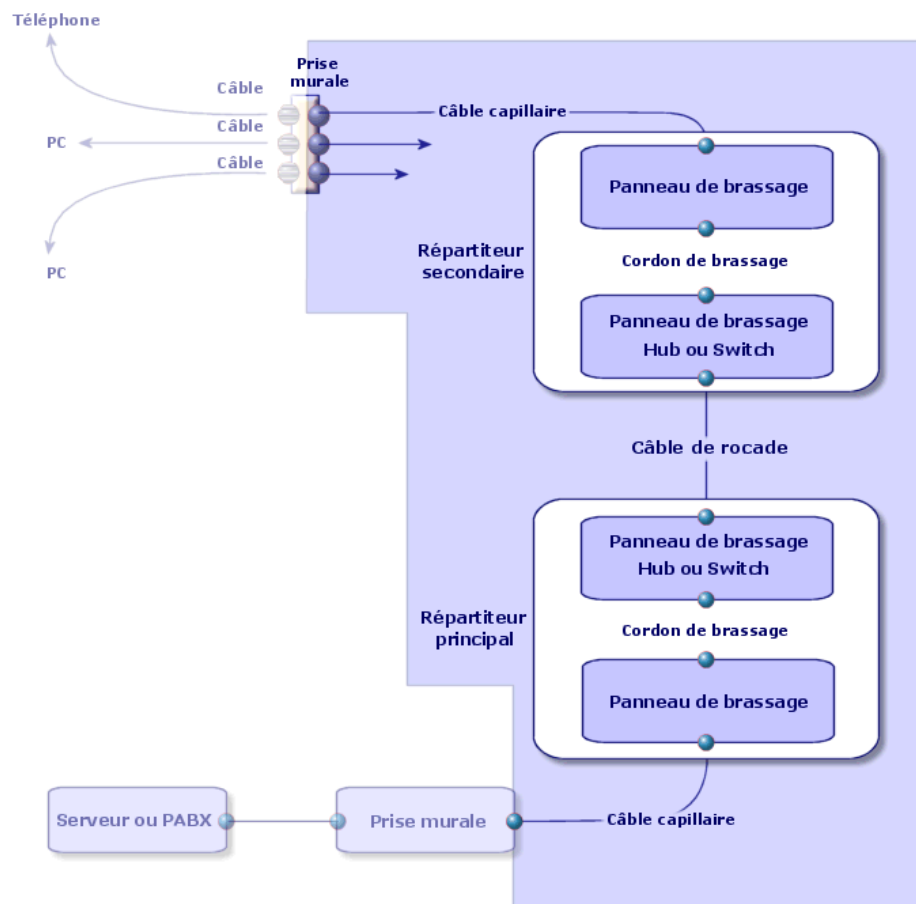 Téléphone
Prise
murale
Câble
Câble capillaire
Câble
PC
Câble
Panneau de brassage
Répartiteur
secondaire
Cordon de brassage
PC
Panneau de brassage
Hub ou Switch
Câble de rocade
Panneau de brassage
Hub ou Switch
Répartiteur
principal
Cordon de brassage
Panneau de brassage
Serveur ou PABX
Prise murale
Câble capillaire